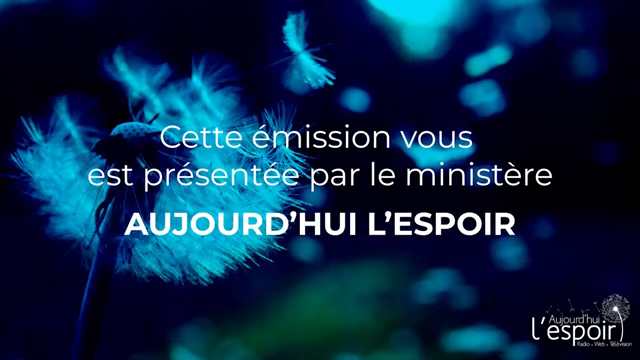 Cette émission vous
est présentée par le ministère
AUJOURD'HUI L'ESPOIR
Aujourd'hui
l'espoir
Radio • Web • Télévision